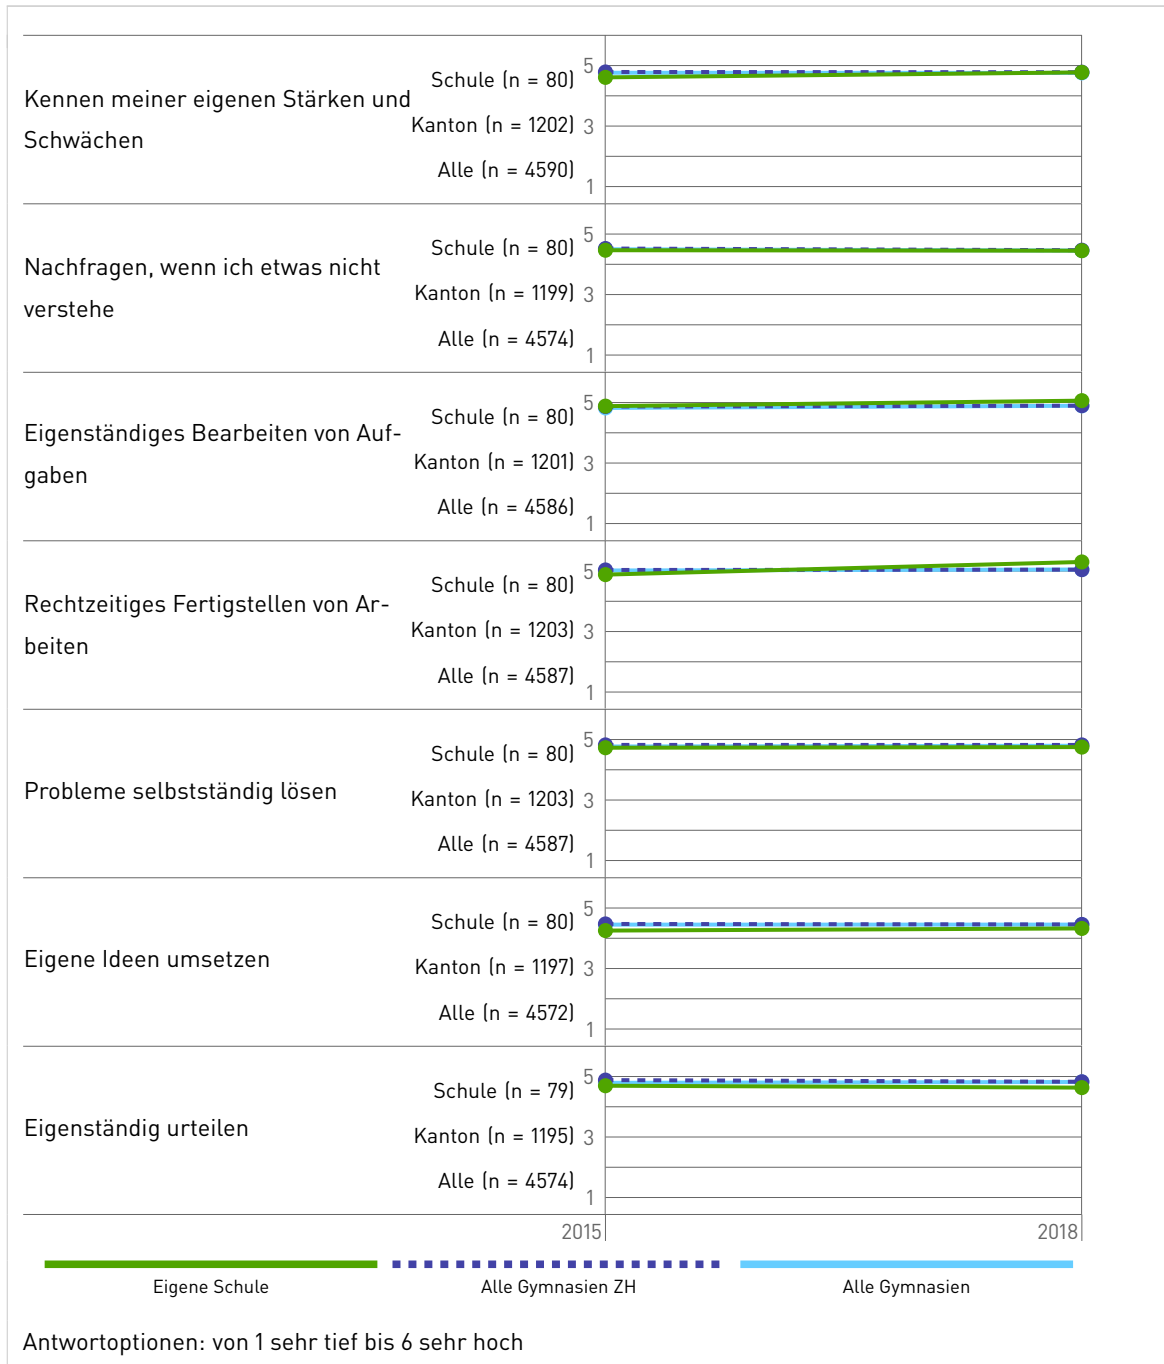 Kennen meiner eigenen Stärken und
Schwächen
Schule (n = 80)
Kanton (n = 1202)
Alle (n = 4590)
5
3
1
Nachfragen, wenn ich etwas nicht
verstehe
Schule (n = 80)
Kanton (n = 1199)
Alle (n = 4574)
5
3
1
Eigenständiges Bearbeiten von Auf-
gaben
Schule (n = 80)
Kanton (n = 1201)
Alle (n = 4586)
5
3
1
Rechtzeitiges Fertigstellen von Ar-
beiten
Schule (n = 80)
Kanton (n = 1203)
Alle (n = 4587)
5
3
1
Probleme selbstständig lösen
Schule (n = 80)
Kanton (n = 1203)
Alle (n = 4587)
5
3
1
Eigene Ideen umsetzen
Schule (n = 80)
Kanton (n = 1197)
Alle (n = 4572)
5
3
1
Eigenständig urteilen
Schule (n = 79)
Kanton (n = 1195)
Alle (n = 4574)
5
3
1
2015 2018
Eigene Schule Alle Gymnasien ZH Alle Gymnasien
Antwortoptionen: von 1 sehr tief bis 6 sehr hoch